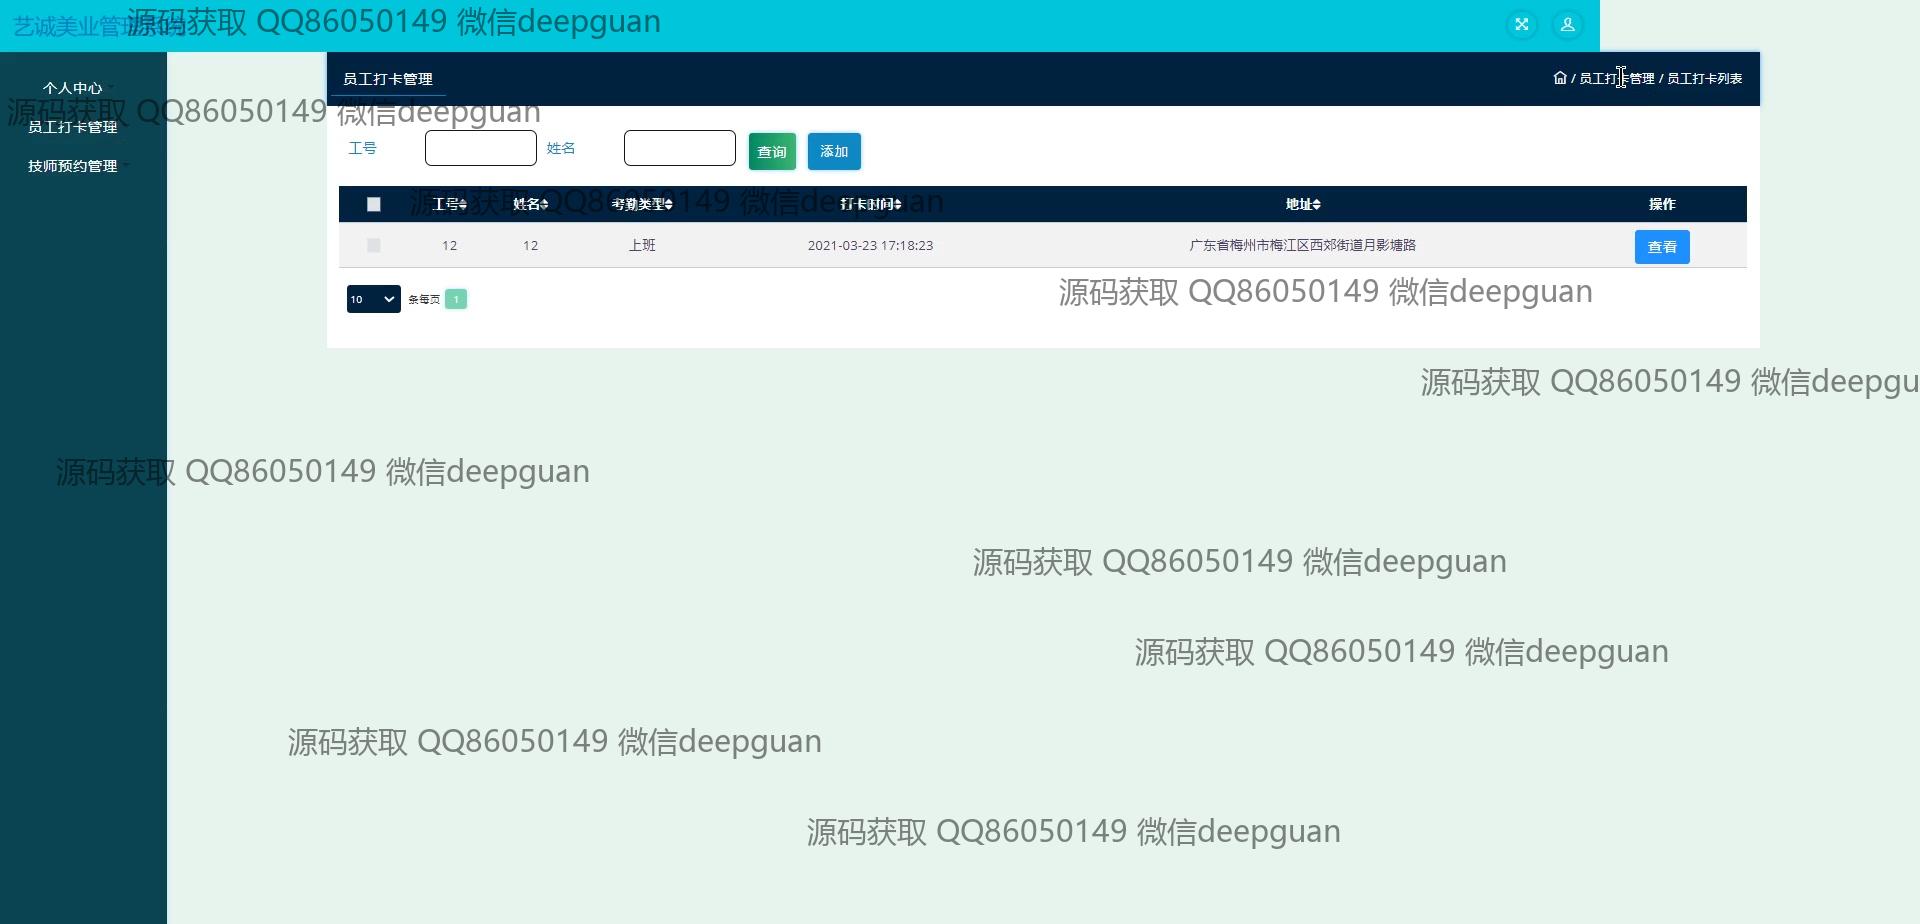 艺诚美业管理系统
源码获取 QQ86050149 微信deepguan
个人中心
员工打卡管理
技师预约管理
员工打卡管理
/ 员工打卡管理 / 员工打卡列表
源码获取 QQ86050149 微信deepguan
工号 姓名 查询 添加
工号 姓名 考勤类型 打卡时间 地址 操作
源码获取 QQ86050149 微信deepguan
12 12 上班 2021-03-23 17:18:23 广东省梅州市梅江区西郊街道月影塘路 查看
10 条每页 1
源码获取 QQ86050149 微信deepguan
源码获取 QQ86050149 微信deepgu
源码获取 QQ86050149 微信deepguan
源码获取 QQ86050149 微信deepguan
源码获取 QQ86050149 微信deepguan
源码获取 QQ86050149 微信deepguan
源码获取 QQ86050149 微信deepguan